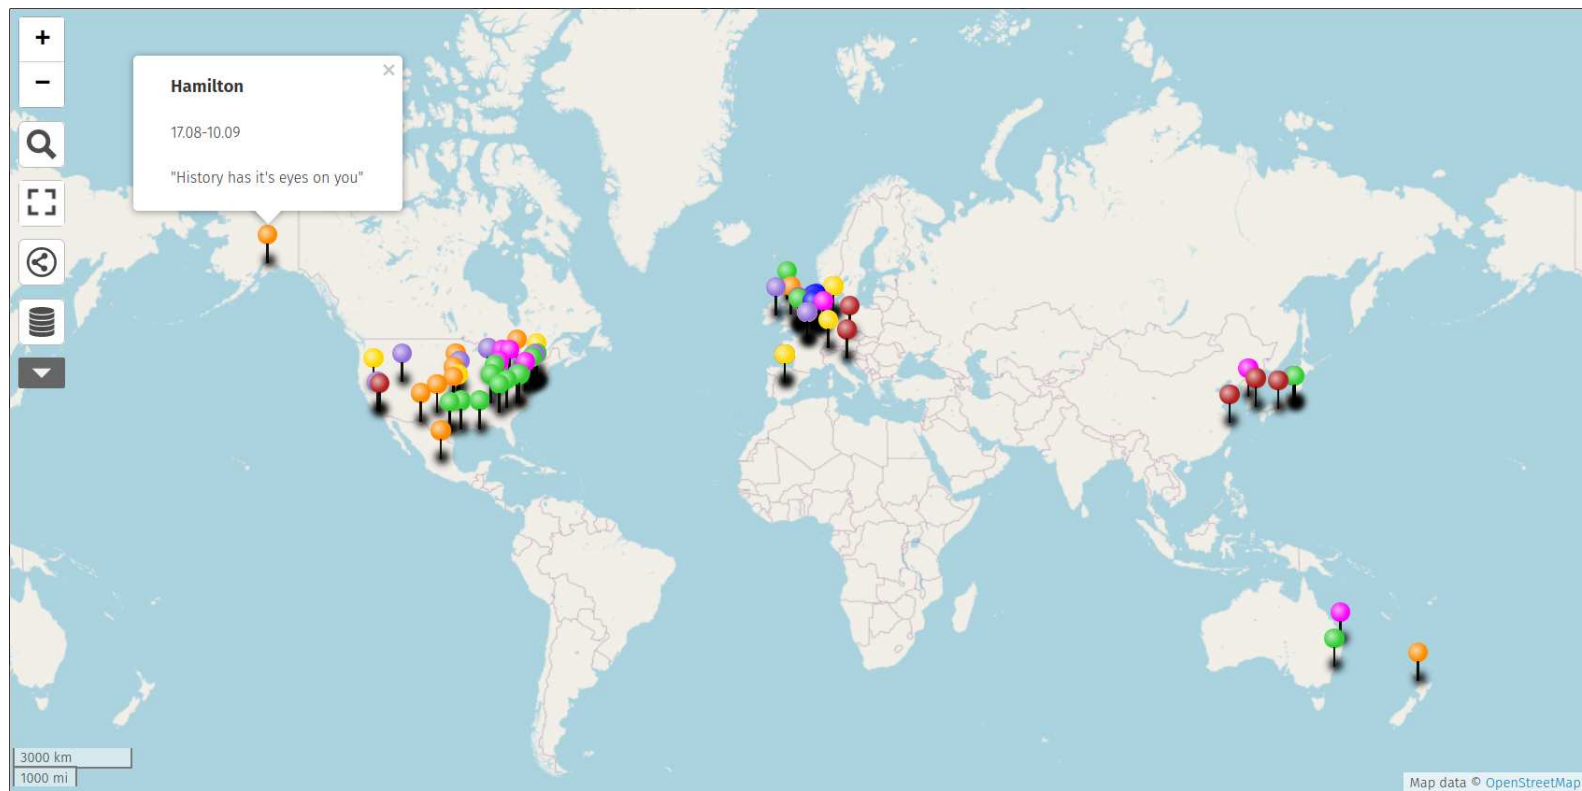 +
−
Hamilton
×
17.08-10.09
"History has it's eyes on you"
3000 km
1000 mi
Map data © OpenStreetMap